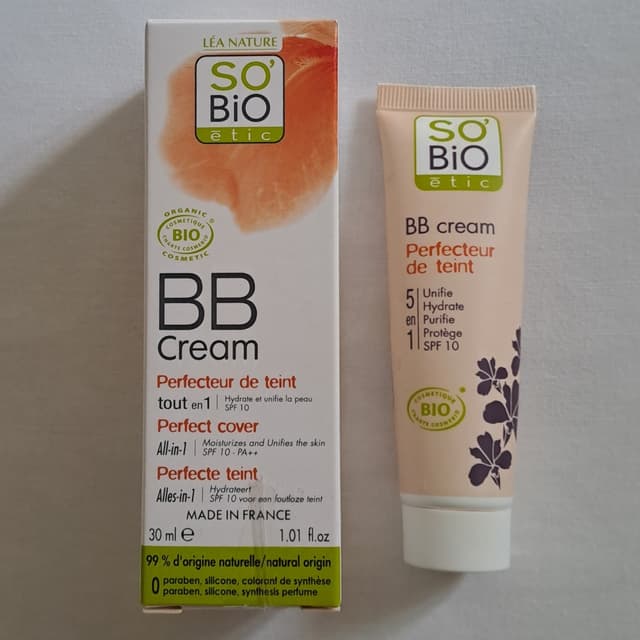 LÉA NATURE
SO'
BiO
étic
ORGANIC
COSMÉTIQUE
BIO
CHARTE COSMEBIO
COSMETIC
BB
Cream
Perfecteur de teint
tout en 1
Hydrate et unifie la peau
SPF 10
Perfect cover
All-in-1
Moisturizes and Unifies the skin
SPF 10 - PA++
Perfecte teint
Alles-in-1
Hydrateert
SPF 10 voor een foutloze teint
MADE IN FRANCE
30 ml e 1.01 fl.oz
99 % d'origine naturelle/natural origin
0 paraben, silicone, colorant de synthèse
paraben, silicone, synthesis perfume
SO'
BiO
étic
BB cream
Perfecteur
de teint
5 en 1
Unifie
Hydrate
Purifie
Protège
SPF 10
COSMÉTIQUE
BIO
CHARTE COSMEBIO